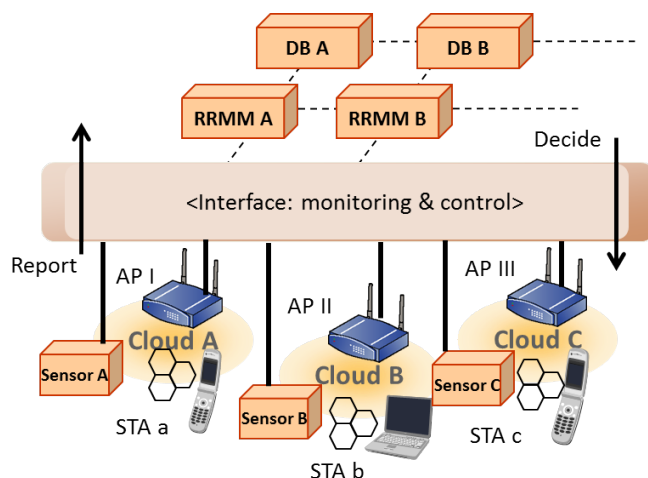 DB A
DB B
RRMM A
RRMM B
Decide
<Interface: monitoring & control>
Report
AP I
AP II
AP III
Cloud A
Cloud B
Cloud C
Sensor A
Sensor B
Sensor C
STA a
STA b
STA c